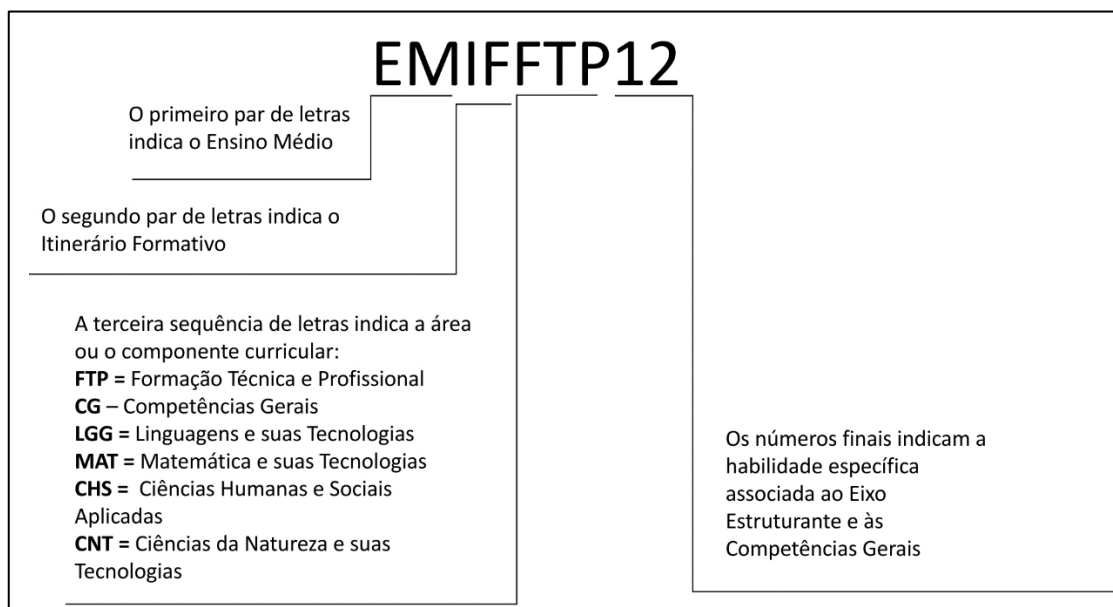 EMIFFTP12
O primeiro par de letras
indica o Ensino Médio
O segundo par de letras indica o
Itinerário Formativo
A terceira sequência de letras indica a área
ou o componente curricular:
FTP = Formação Técnica e Profissional
CG – Competências Gerais
LGG = Linguagens e suas Tecnologias
MAT = Matemática e suas Tecnologias
CHS = Ciências Humanas e Sociais
Aplicadas
CNT = Ciências da Natureza e suas
Tecnologias
Os números finais indicam a
habilidade específica
associada ao Eixo
Estruturante e às
Competências Gerais